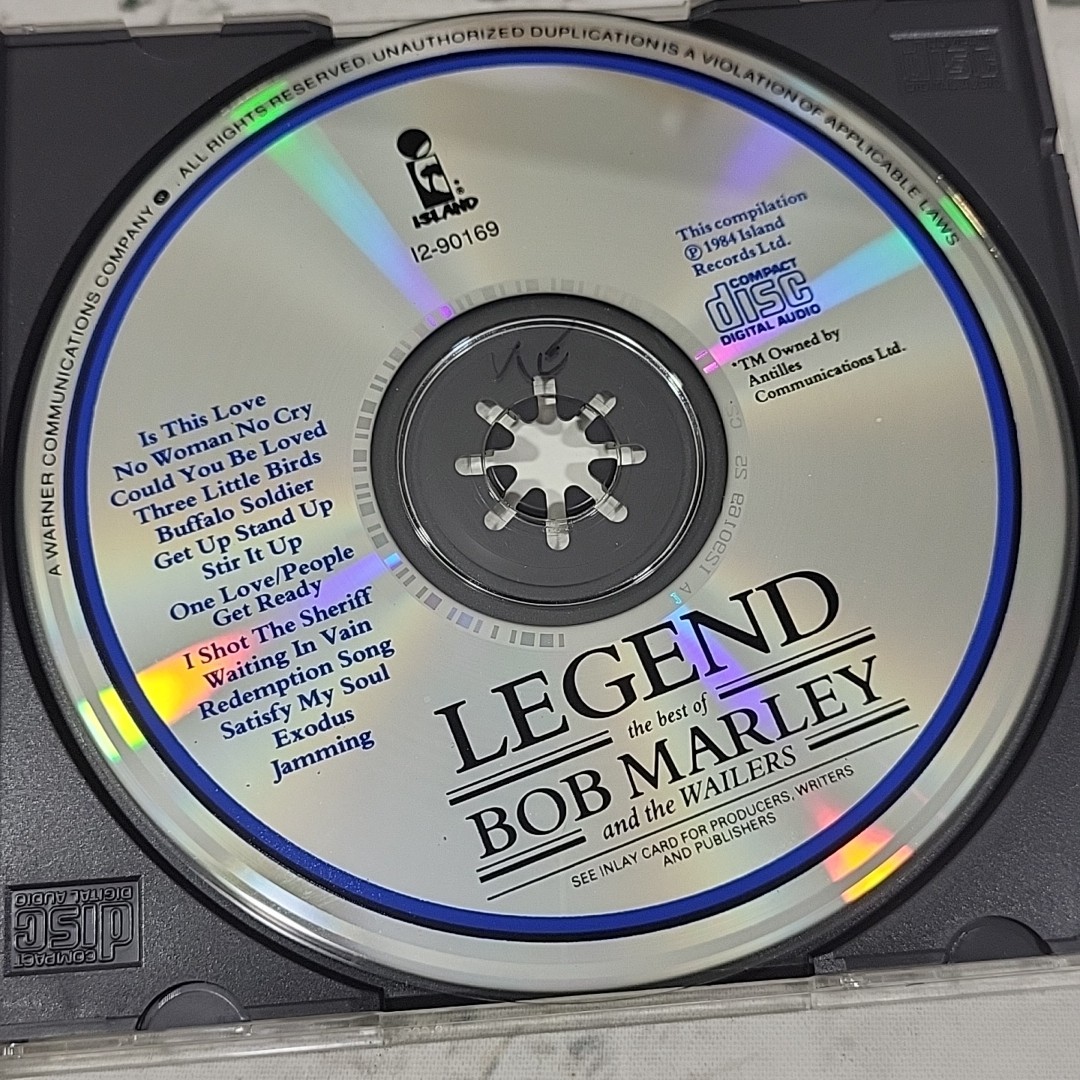 A WARNER COMMUNICATIONS COMPANY . ALL RIGHTS RESERVED. UNAUTHORIZED DUPLICATION IS A VIOLATION OF APPLICABLE LAWS
ISLAND
®
I2-90169
This compilation
℗ 1984 Island
Records Ltd.
COMPACT
disc
DIGITAL AUDIO
*TM Owned by
Antilles
Communications Ltd.
Is This Love
No Woman No Cry
Could You Be Loved
Three Little Birds
Buffalo Soldier
Get Up Stand Up
Stir It Up
One Love/People
Get Ready
I Shot The Sheriff
Waiting In Vain
Redemption Song
Satisfy My Soul
Exodus
Jamming
LEGEND
the best of
BOB MARLEY
and the WAILERS
SEE INLAY CARD FOR PRODUCERS, WRITERS
AND PUBLISHERS
COMPACT
disc
DIGITAL AUDIO
disc
DIGITAL AUDIO